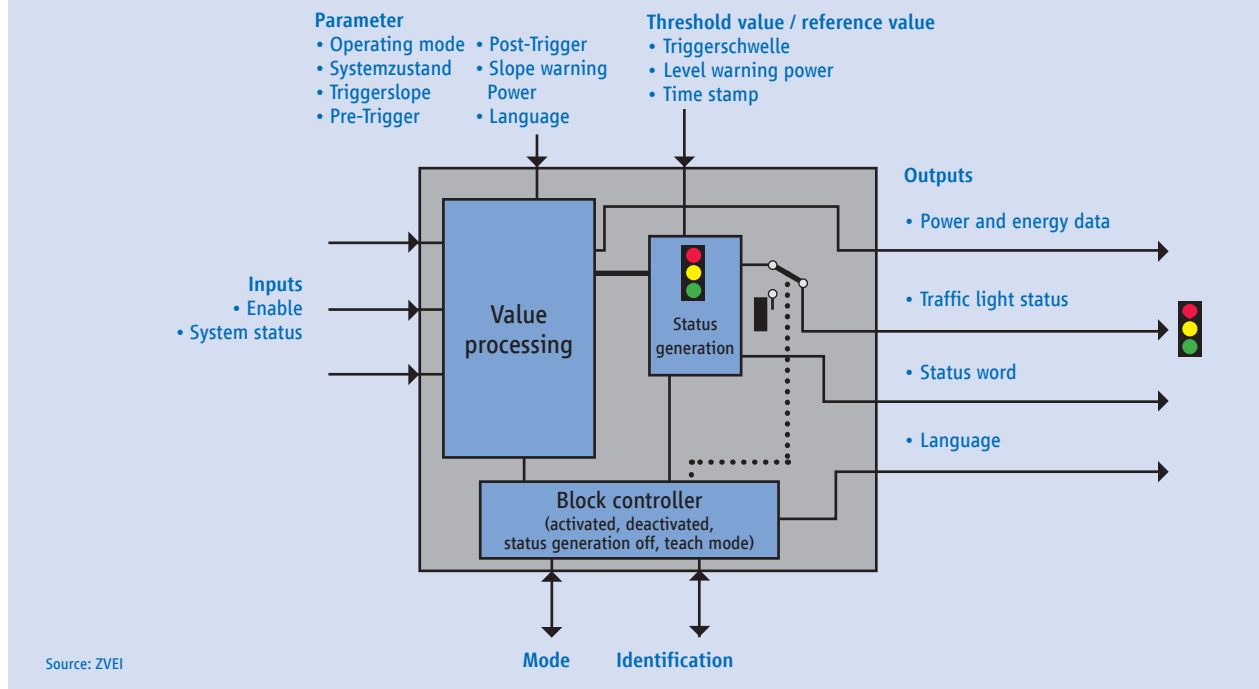 Parameter
• Operating mode
• Systemzustand
• Triggerslope
• Pre-Trigger
• Post-Trigger
• Slope warning
Power
• Language
Threshold value / reference value
• Triggerschwelle
• Level warning power
• Time stamp
Inputs
• Enable
• System status
Value
processing
Status
generation
Block controller
(activated, deactivated,
status generation off, teach mode)
Outputs
• Power and energy data
• Traffic light status
• Status word
• Language
Mode
Identification
Source: ZVEI